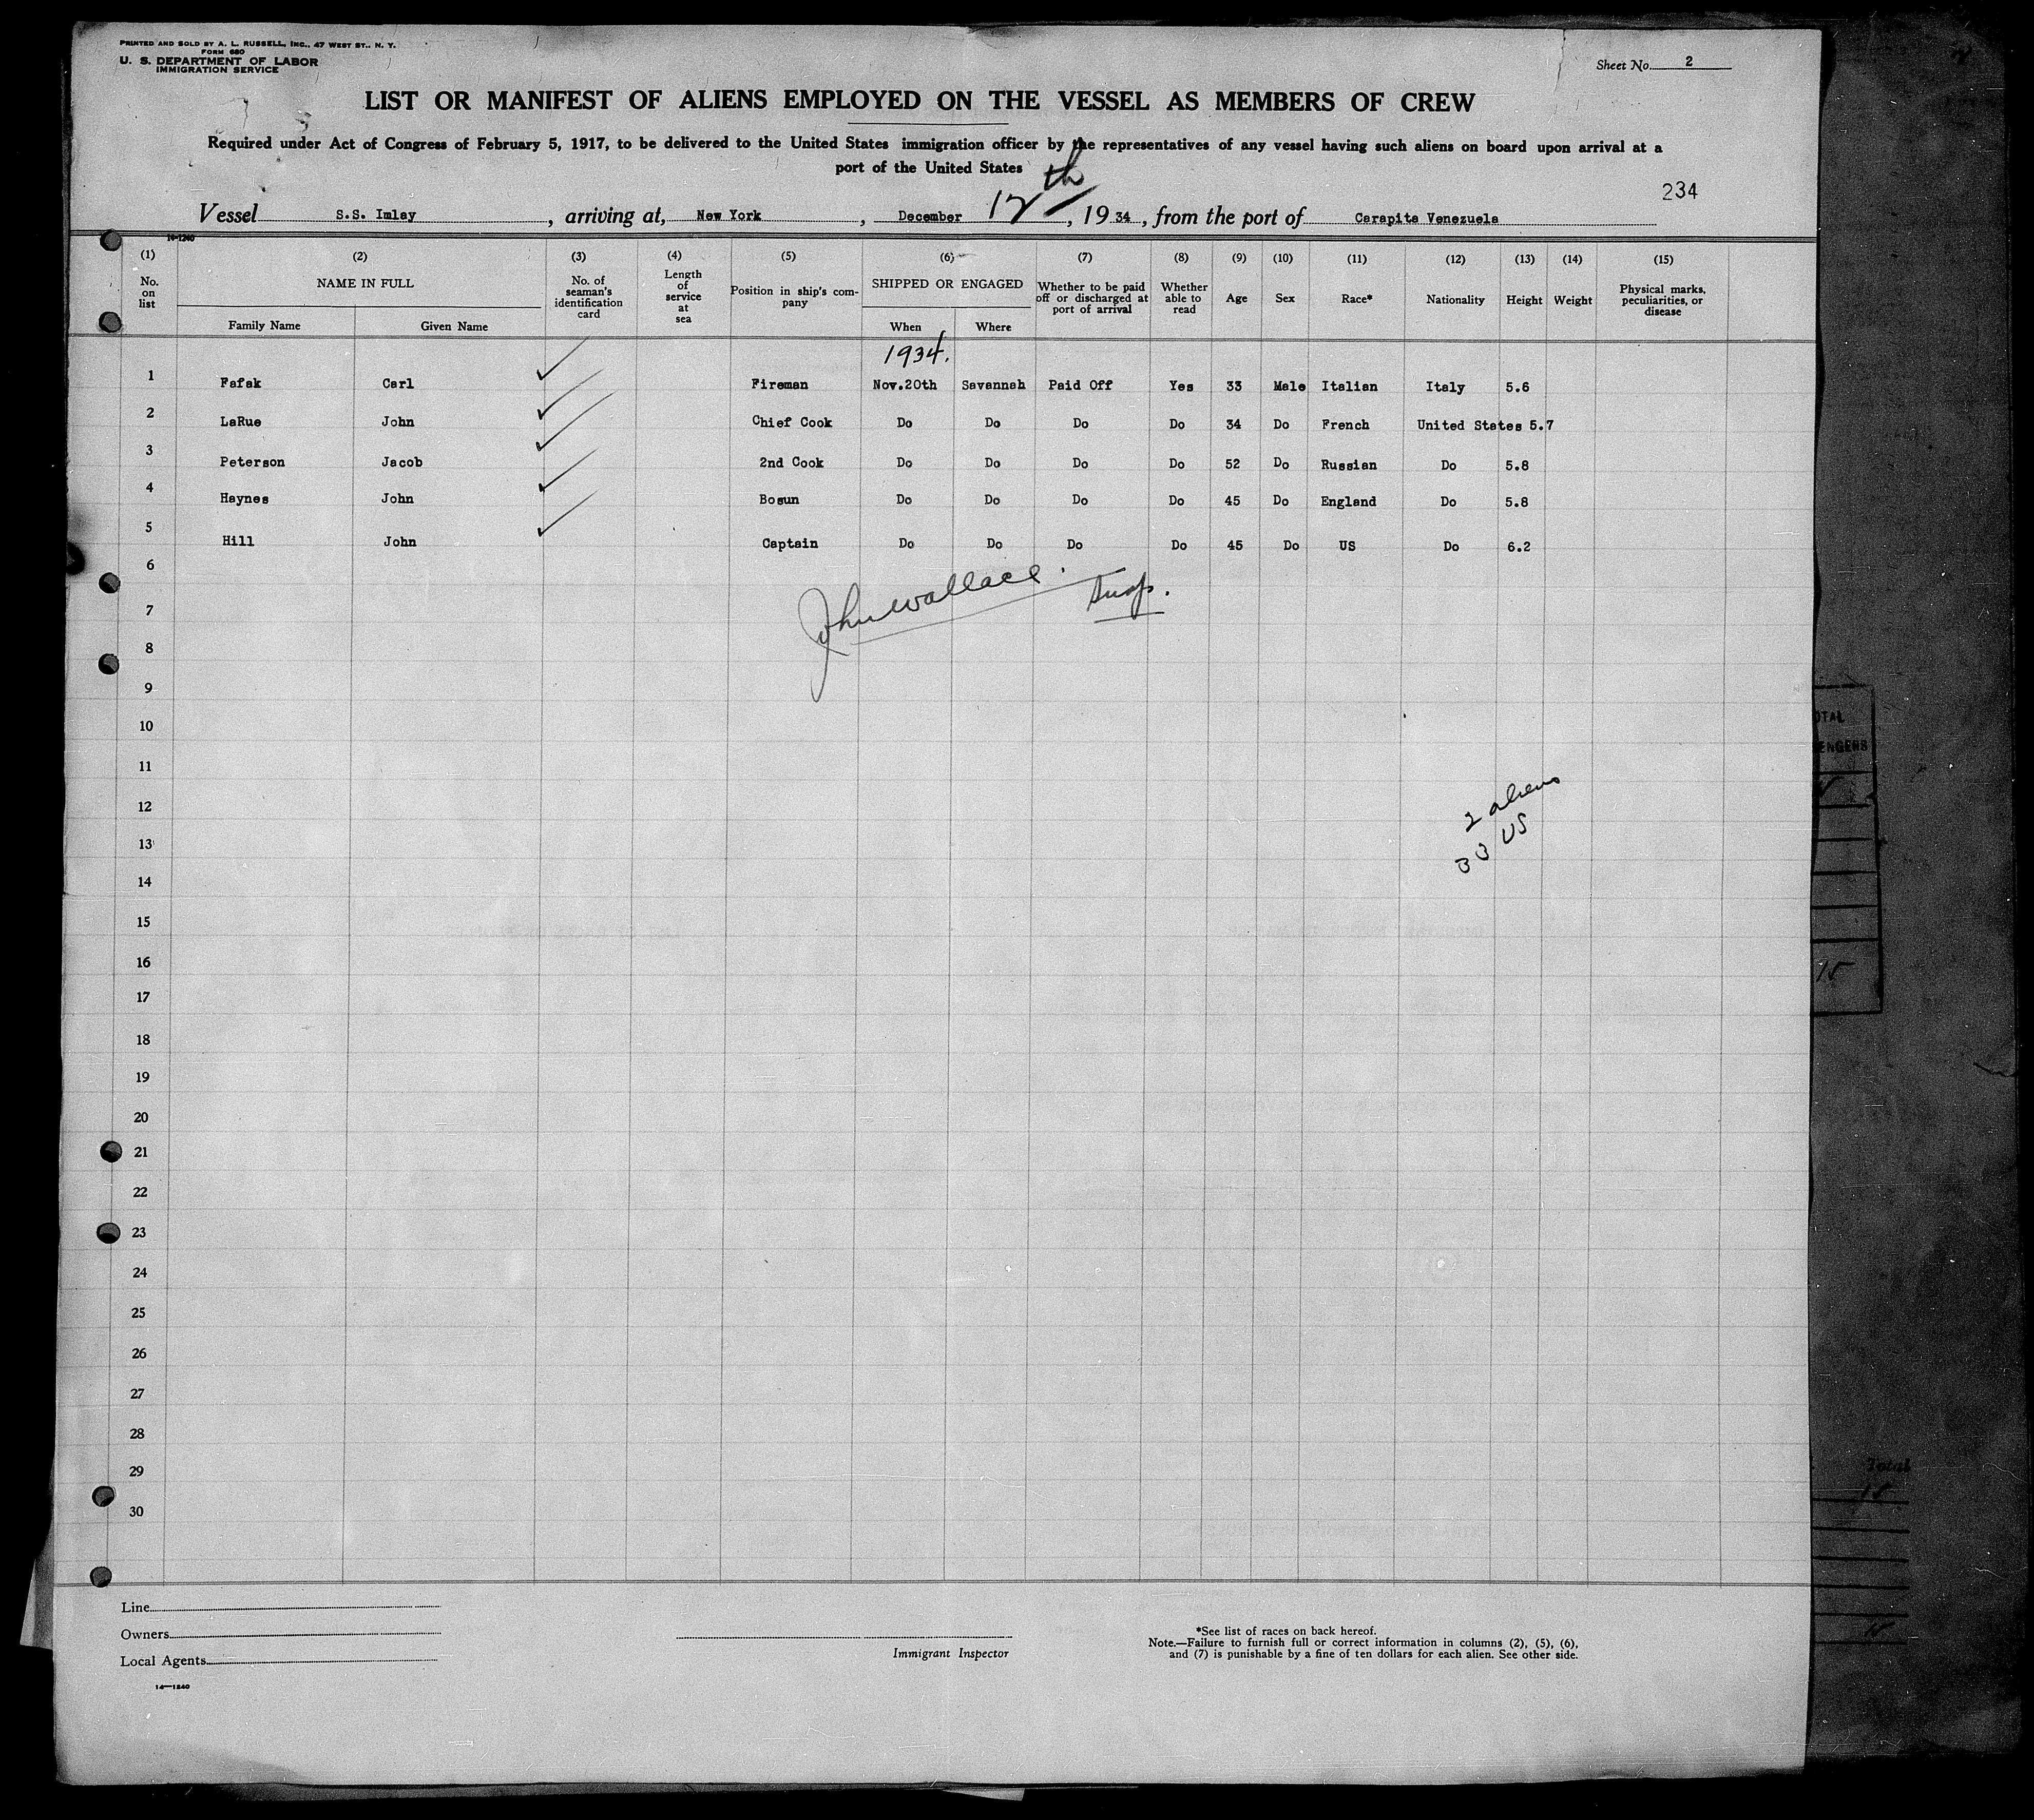 PRINTED AND SOLD BY A. L. RUSSELL, INC., 47 WEST ST., N. Y.
FORM 680
U. S. DEPARTMENT OF LABOR
IMMIGRATION SERVICE
Sheet No. 2
LIST OR MANIFEST OF ALIENS EMPLOYED ON THE VESSEL AS MEMBERS OF CREW
Required under Act of Congress of February 5, 1917, to be delivered to the United States immigration officer by the representatives of any vessel having such aliens on board upon arrival at a
port of the United States
234
Vessel S.S. Imlay, arriving at, New York, December 12th, 1934, from the port of Carapita Venezuela
14-1240
(1) (2) (3) (4) (5) (6) (7) (8) (9) (10) (11) (12) (13) (14) (15)
No. on list NAME IN FULL Family Name Given Name No. of seaman's identification card Length of service at sea Position in ship's company SHIPPED OR ENGAGED When Where Whether to be paid off or discharged at port of arrival Whether able to read Age Sex Race* Nationality Height Weight Physical marks, peculiarities, or disease
1934.
1 Fafak Carl Fireman Nov.20th Savannah Paid Off Yes 33 Male Italian Italy 5.6
2 LaRue John Chief Cook Do Do Do Do 34 Do French United States 5.7
3 Peterson Jacob 2nd Cook Do Do Do Do 52 Do Russian Do 5.8
4 Haynes John Bosun Do Do Do Do 45 Do England Do 5.8
5 Hill John Captain Do Do Do Do 45 Do US Do 6.2
6
John Wallace. Insp.
7
8
9
10
11
12
2 aliens
13
33 US
14
15
16
17
18
19
20
21
22
23
24
25
26
27
28
29
30
Line
Owners
Local Agents
Immigrant Inspector
*See list of races on back hereof.
Note.—Failure to furnish full or correct information in columns (2), (5), (6),
and (7) is punishable by a fine of ten dollars for each alien. See other side.
14—1240
Total